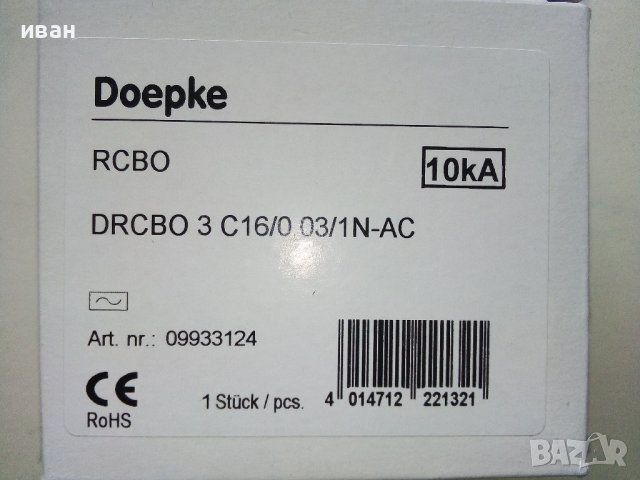 иван
Doepke
RCBO
10kA
DRCBO 3 C16/0,03/1N-AC
Art. nr.: 09933124
CE
RoHS
1 Stück / pcs.
4 014712 221321
BAZAR